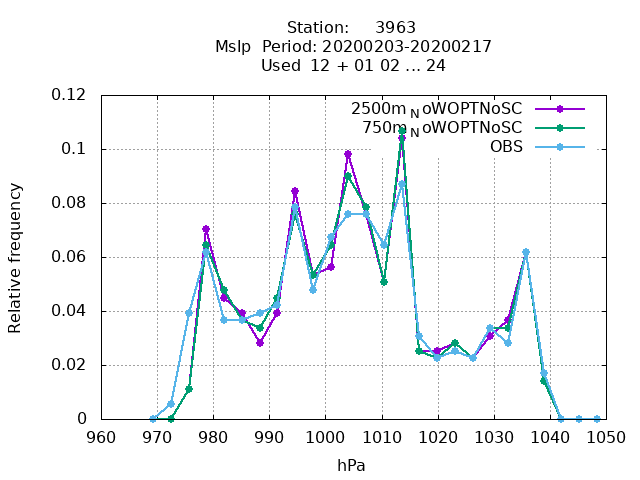 Station: 3963
Mslp Period: 20200203-20200217
Used 12 + 01 02 ... 24
2500m_NoWOPTNoSC
750m_NoWOPTNoSC
OBS
Relative frequency
0.12
0.1
0.08
0.06
0.04
0.02
0
960 970 980 990 1000 1010 1020 1030 1040 1050
hPa